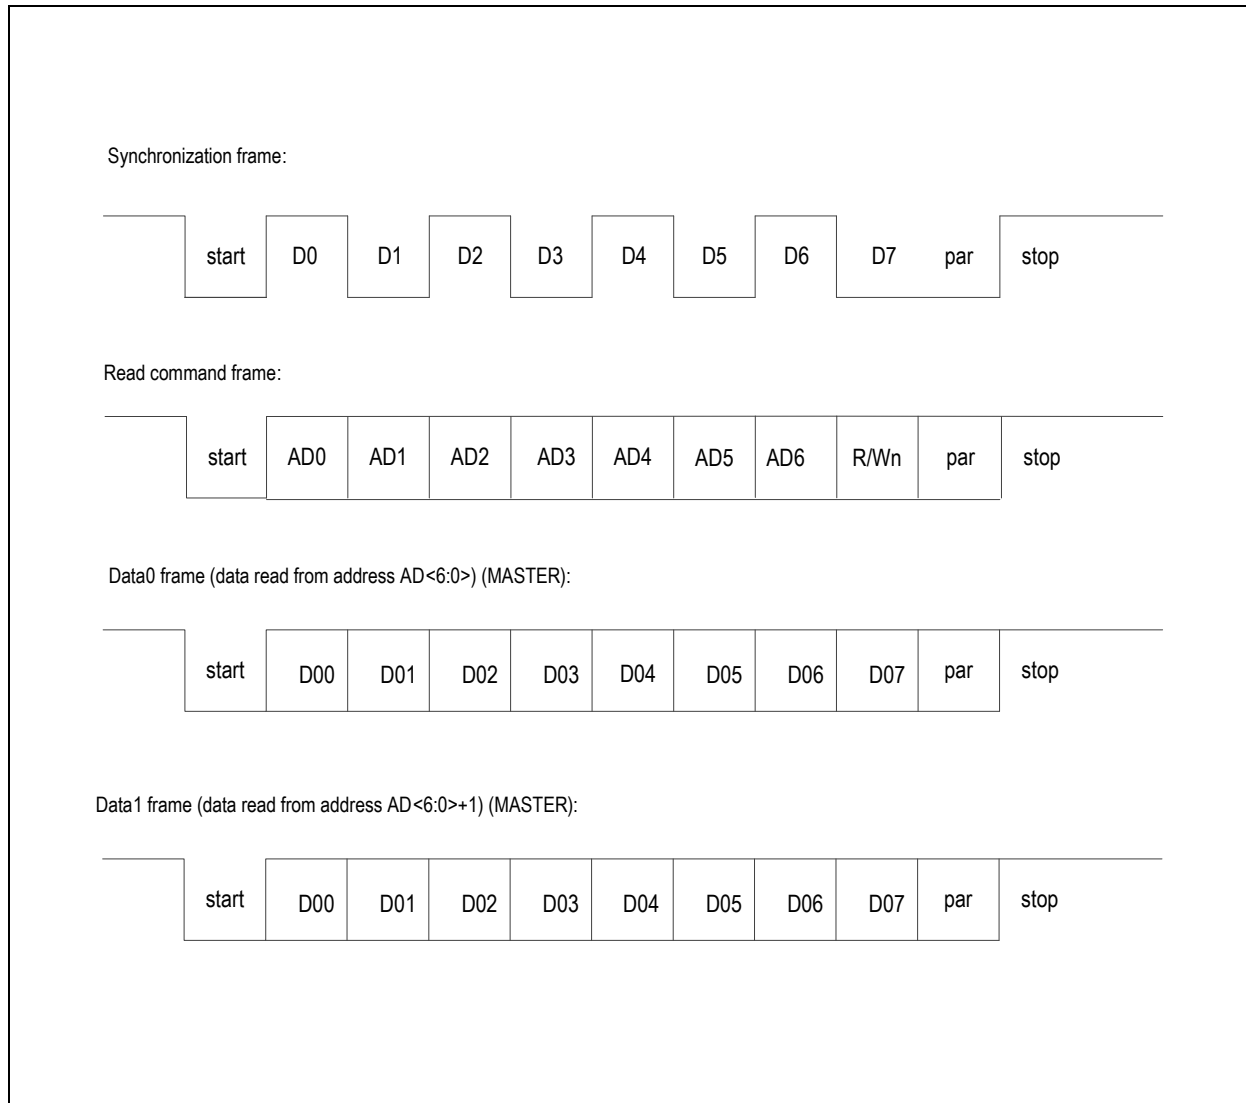 Synchronization frame:
start D0 D1 D2 D3 D4 D5 D6 D7 par stop
Read command frame:
start AD0 AD1 AD2 AD3 AD4 AD5 AD6 R/Wn par stop
Data0 frame (data read from address AD<6:0>) (MASTER):
start D00 D01 D02 D03 D04 D05 D06 D07 par stop
Data1 frame (data read from address AD<6:0>+1) (MASTER):
start D00 D01 D02 D03 D04 D05 D06 D07 par stop